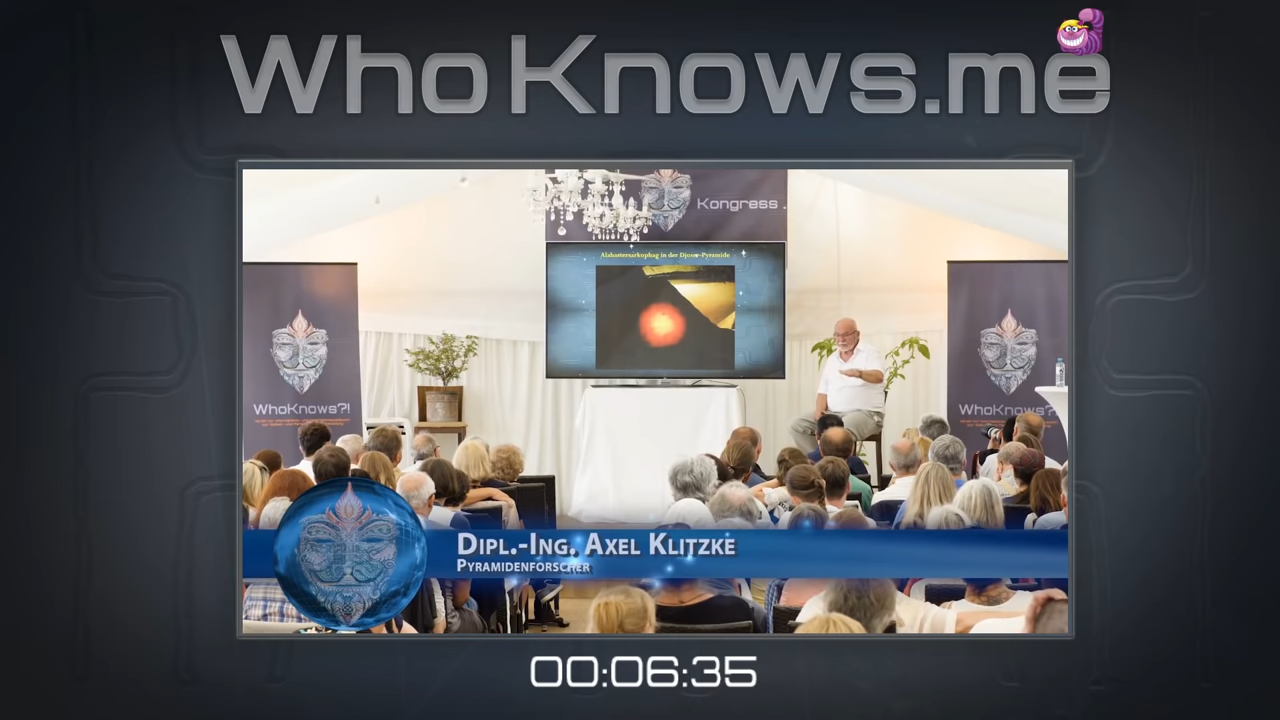 WhoKnows.me
Kongress.
Alabastersarkophag in der Djoser-Pyramide
WhoKnows?!
WhoKnows?!
Dipl.-Ing. Axel Klitzke
Pyramidenforscher
00:06:35